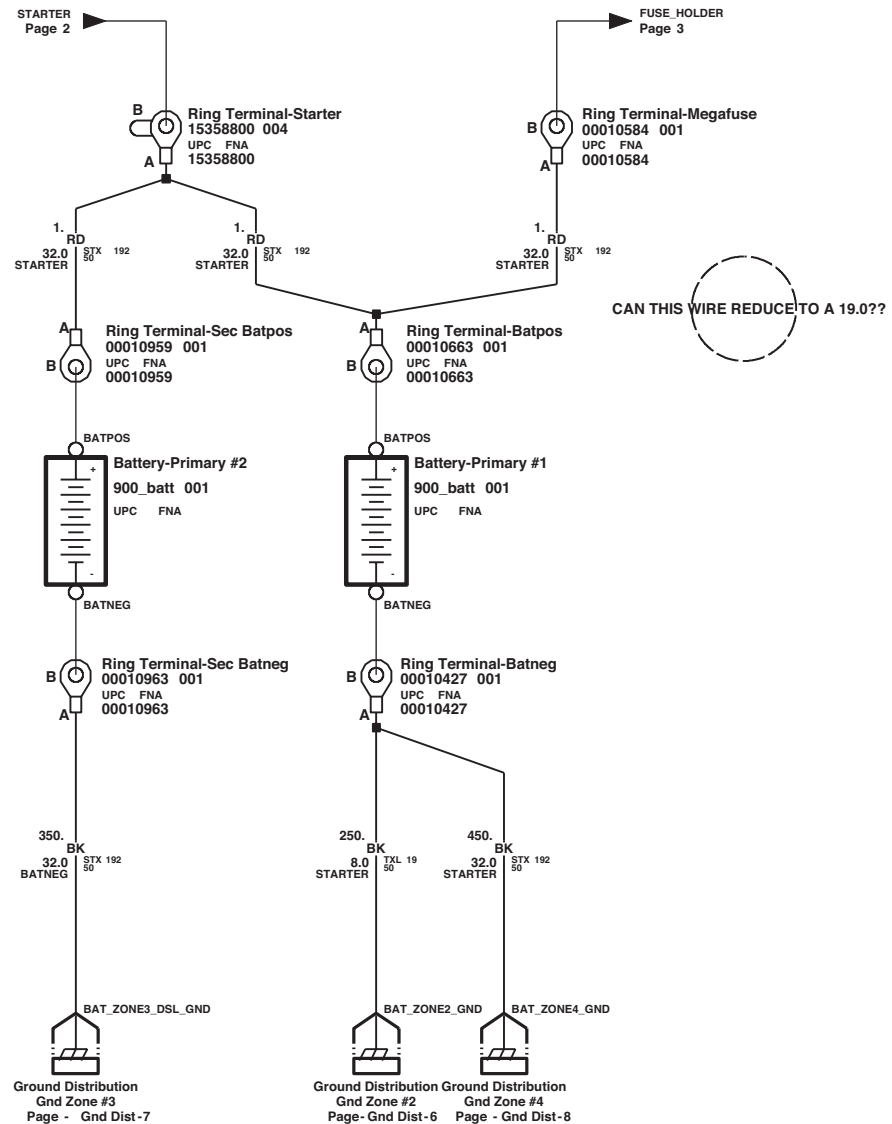 STARTER
Page 2
FUSE_HOLDER
Page 3
B
Ring Terminal-Starter
15358800 004
UPC FNA
15358800
A
B
Ring Terminal-Megafuse
00010584 001
UPC FNA
00010584
A
1.
RD
32.0
STX 192
50
STARTER
1.
RD
32.0
STX 192
50
STARTER
1.
RD
32.0
STX 192
50
STARTER
CAN THIS WIRE REDUCE TO A 19.0??
A
Ring Terminal-Sec Batpos
00010959 001
UPC FNA
00010959
B
A
Ring Terminal-Batpos
00010663 001
UPC FNA
00010663
B
BATPOS
Battery-Primary #2
+
900_batt 001
UPC FNA
-
BATNEG
BATPOS
Battery-Primary #1
+
900_batt 001
UPC FNA
-
BATNEG
B
Ring Terminal-Sec Batneg
00010963 001
UPC FNA
00010963
A
B
Ring Terminal-Batneg
00010427 001
UPC FNA
00010427
A
350.
BK
32.0
STX 192
50
BATNEG
250.
BK
8.0
TXL 19
50
STARTER
450.
BK
32.0
STX 192
50
STARTER
BAT_ZONE3_DSL_GND
BAT_ZONE2_GND
BAT_ZONE4_GND
Ground Distribution
Gnd Zone #3
Page - Gnd Dist-7
Ground Distribution
Gnd Zone #2
Page- Gnd Dist-6
Ground Distribution
Gnd Zone #4
Page - Gnd Dist-8